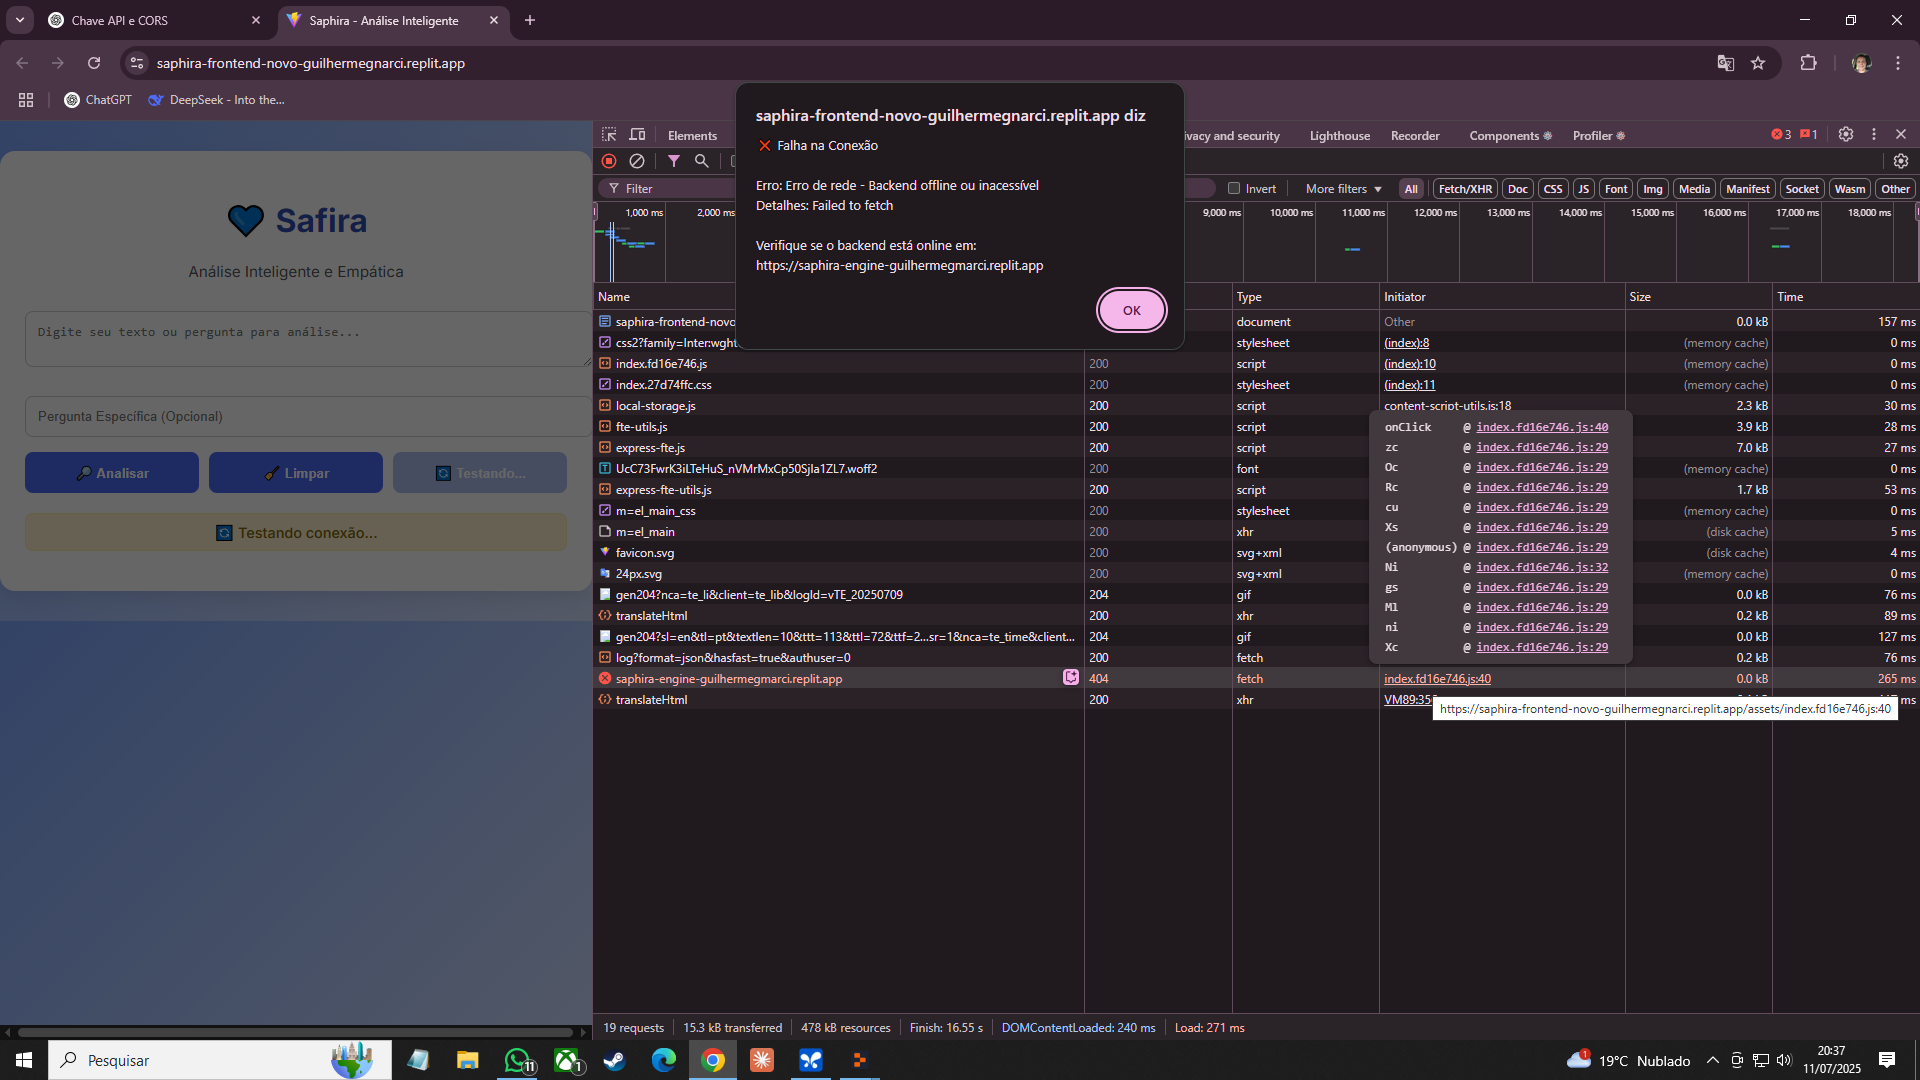 Chave API e CORS
Saphira - Análise Inteligente
saphira-frontend-novo-guilhermegnarci.replit.app
ChatGPT
DeepSeek - Into the...
saphira-frontend-novo-guilhermegnarci.replit.app diz
❌ Falha na Conexão
Erro: Erro de rede - Backend offline ou inacessível
Detalhes: Failed to fetch
Verifique se o backend está online em:
https://saphira-engine-guilhermegmarci.replit.app
OK
💙 Safira
Análise Inteligente e Empática
Digite seu texto ou pergunta para análise...
Pergunta Específica (Opcional)
🔎 Analisar
🧹 Limpar
🔄 Testando...
🔄 Testando conexão...
Elements
ivacy and security
Lighthouse
Recorder
Components
Profiler
3
1
Filter
Invert
More filters
All
Fetch/XHR
Doc
CSS
JS
Font
Img
Media
Manifest
Socket
Wasm
Other
1,000 ms
2,000 ms
9,000 ms
10,000 ms
11,000 ms
12,000 ms
13,000 ms
14,000 ms
15,000 ms
16,000 ms
17,000 ms
18,000 ms
Name Type Initiator Size Time
saphira-frontend-novo document Other 0.0 kB 157 ms
css2?family=Inter:wght stylesheet (index):8 (memory cache) 0 ms
index.fd16e746.js 200 script (index):10 (memory cache) 0 ms
index.27d74ffc.css 200 stylesheet (index):11 (memory cache) 0 ms
local-storage.js 200 script content-script-utils.js:18 2.3 kB 30 ms
fte-utils.js 200 script 3.9 kB 28 ms
express-fte.js 200 script 7.0 kB 27 ms
UcC73FwrK3iLTeHuS_nVMrMxCp50SjIa1ZL7.woff2 200 font (memory cache) 0 ms
express-fte-utils.js 200 script 1.7 kB 53 ms
m=el_main_css 200 stylesheet (memory cache) 0 ms
m=el_main 200 xhr (disk cache) 5 ms
favicon.svg 200 svg+xml (disk cache) 4 ms
24px.svg 200 svg+xml (memory cache) 0 ms
gen204?nca=te_li&client=te_lib&logId=vTE_20250709 204 gif 0.0 kB 76 ms
translateHtml 200 xhr 0.2 kB 89 ms
gen204?sl=en&tl=pt&textlen=10&ttt=113&ttl=72&ttf=2...sr=1&nca=te_time&client... 204 gif 0.0 kB 127 ms
log?format=json&hasfast=true&authuser=0 200 fetch 0.2 kB 76 ms
saphira-engine-guilhermegmarci.replit.app 404 fetch index.fd16e746.js:40 0.0 kB 265 ms
translateHtml 200 xhr ms
onClick @ index.fd16e746.js:40
zc @ index.fd16e746.js:29
Oc @ index.fd16e746.js:29
Rc @ index.fd16e746.js:29
cu @ index.fd16e746.js:29
Xs @ index.fd16e746.js:29
(anonymous) @ index.fd16e746.js:29
Ni @ index.fd16e746.js:32
gs @ index.fd16e746.js:29
Ml @ index.fd16e746.js:29
ni @ index.fd16e746.js:29
Xc @ index.fd16e746.js:29
https://saphira-frontend-novo-guilhermegnarci.replit.app/assets/index.fd16e746.js:40
19 requests
15.3 kB transferred
478 kB resources
Finish: 16.55 s
DOMContentLoaded: 240 ms
Load: 271 ms
Pesquisar
11
1
1
19°C Nublado
20:37
11/07/2025